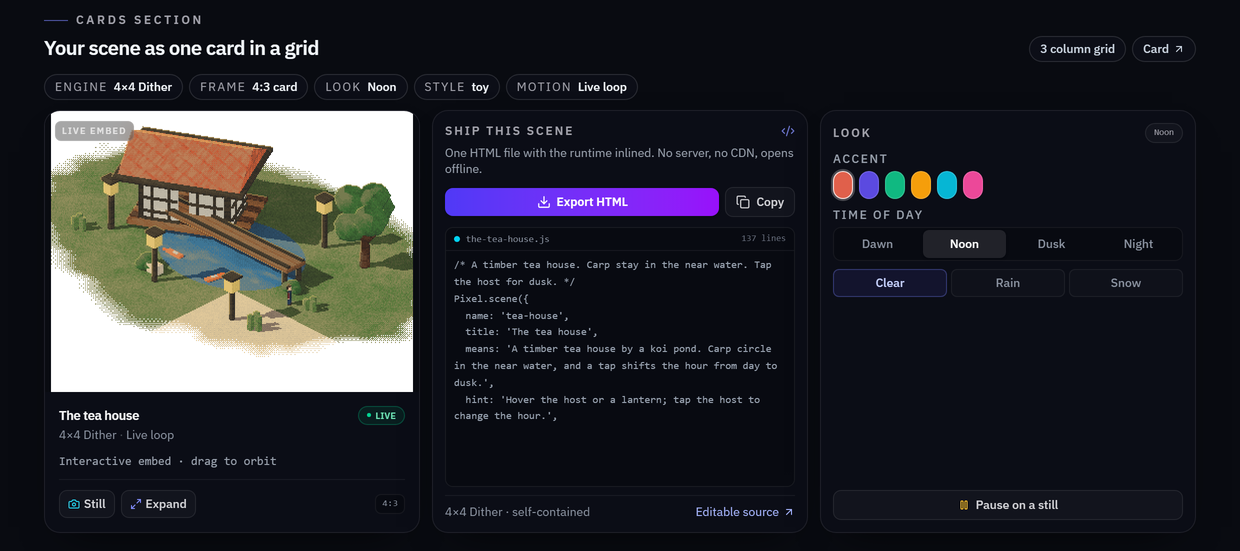 CARDS SECTION
Your scene as one card in a grid
3 column grid
Card
ENGINE 4×4 Dither
FRAME 4:3 card
LOOK Noon
STYLE toy
MOTION Live loop
LIVE EMBED
The tea house
LIVE
4×4 Dither · Live loop
Interactive embed · drag to orbit
Still
Expand
4:3
SHIP THIS SCENE
One HTML file with the runtime inlined. No server, no CDN, opens
offline.
Export HTML
Copy
the-tea-house.js
137 lines
/* A timber tea house. Carp stay in the near water. Tap
the host for dusk. */
Pixel.scene({
name: 'tea-house',
title: 'The tea house',
means: 'A timber tea house by a koi pond. Carp circle
in the near water, and a tap shifts the hour from day to
dusk.',
hint: 'Hover the host or a lantern; tap the host to
change the hour.',
4×4 Dither · self-contained
Editable source
LOOK
Noon
ACCENT
TIME OF DAY
Dawn
Noon
Dusk
Night
Clear
Rain
Snow
Pause on a still